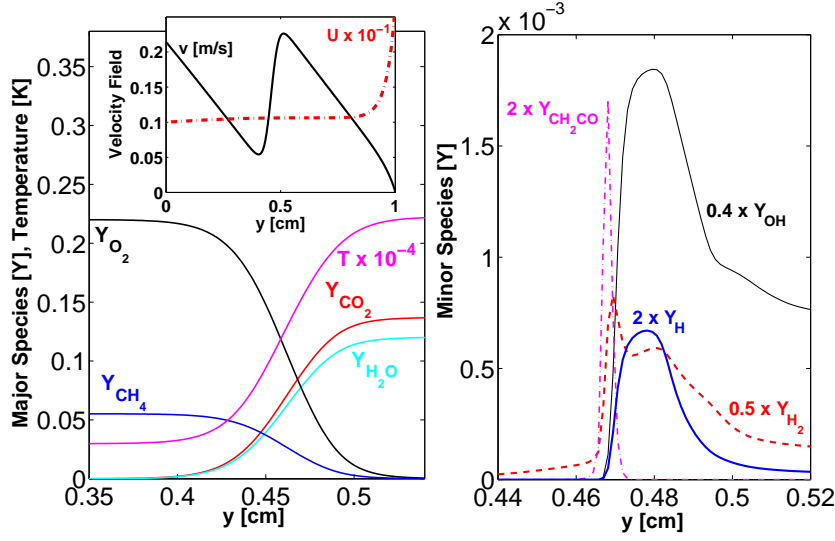 0.35
0.3
0.25
0.2
0.15
0.1
0.05
0
0.35
0.4
0.45
0.5
y [cm]
Major Species [Y], Temperature [K]
Y_O2
Y_CH4
T x 10^-4
Y_CO2
Y_H2O
0.2
0.15
0.1
0.05
0
0
0.5
1
y [cm]
Velocity Field
v [m/s]
U x 10^-1
2 x 10^-3
1.5
1
0.5
0
0.44
0.46
0.48
0.5
0.52
y [cm]
Minor Species [Y]
2 x Y_CH2CO
0.4 x Y_OH
2 x Y_H
0.5 x Y_H2